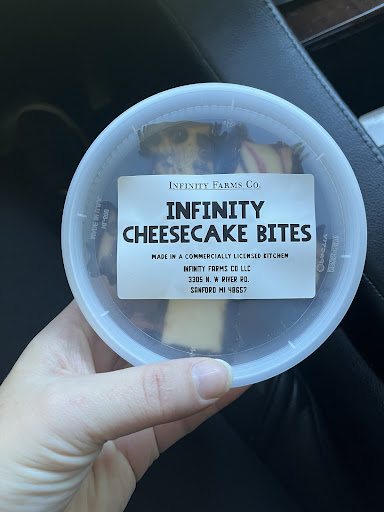 Infinity Farms Co.
INFINITY
CHEESECAKE BITES
MADE IN A COMMERCIALLY LICENSED KITCHEN
INFINITY FARMS CO LLC
3305 N. W RIVER RD.
SANFORD MI 48657